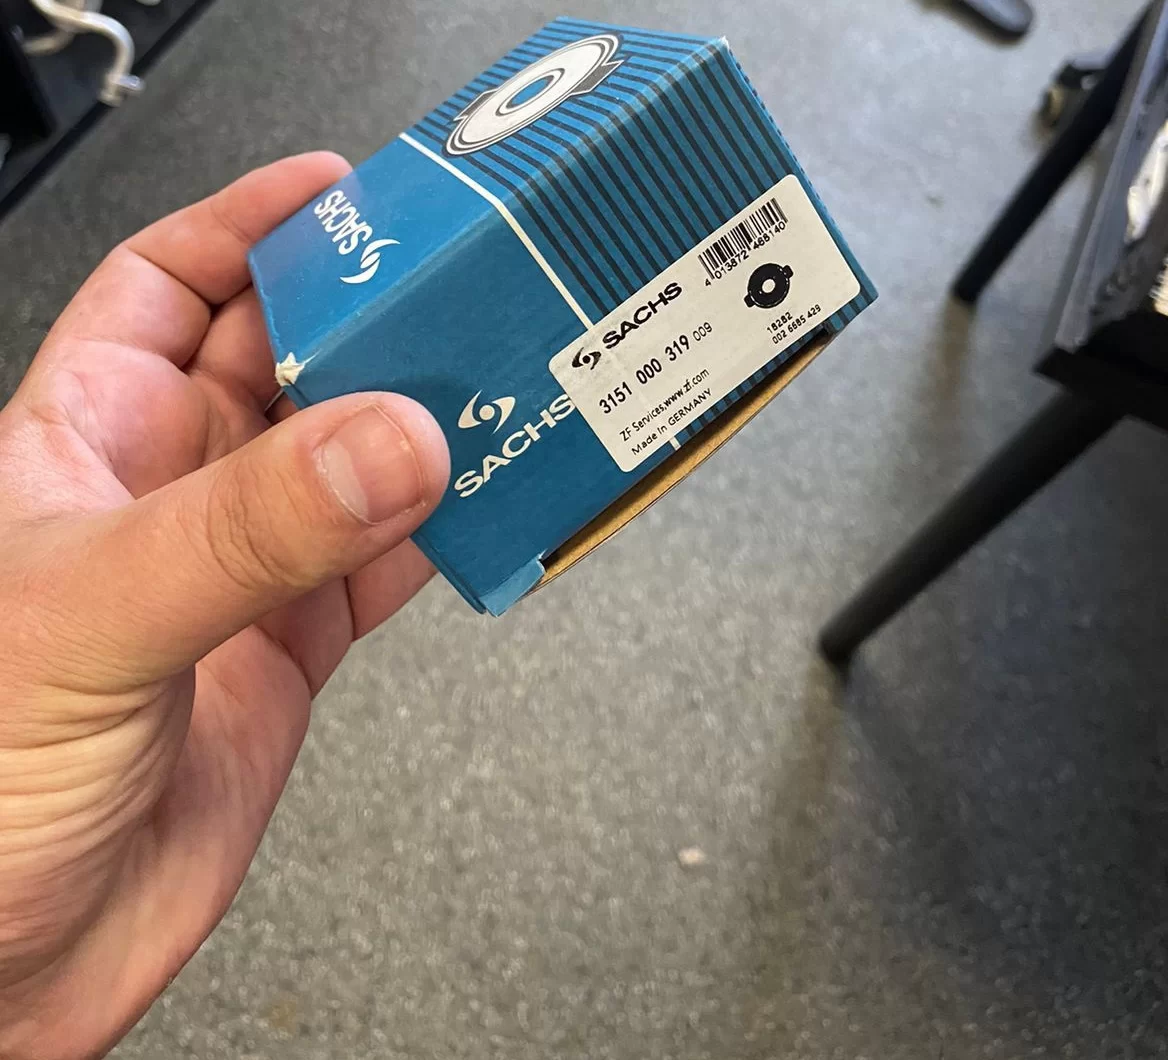 SACHS
SACHS
4 013872 488140
SACHS
3151 000 319 009
18282
002 6685 429
ZF Services,www.zf.com
Made In GERMANY